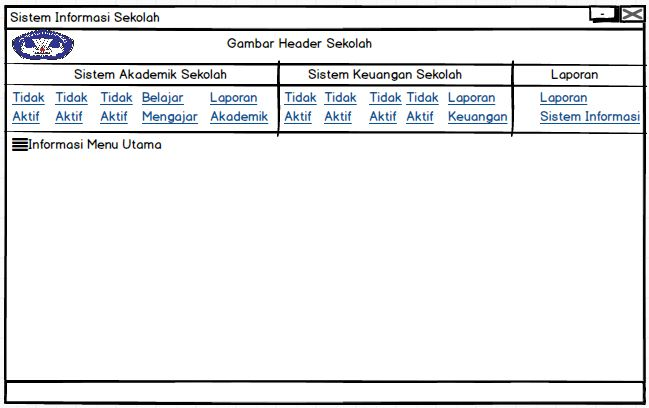 Sistem Informasi Sekolah
Gambar Header Sekolah
Sistem Akademik Sekolah Sistem Keuangan Sekolah Laporan
Tidak Tidak Tidak Belajar Laporan Tidak Tidak Tidak Tidak Laporan Laporan
Aktif Aktif Aktif Mengajar Akademik Aktif Aktif Aktif Aktif Keuangan Sistem Informasi
Informasi Menu Utama